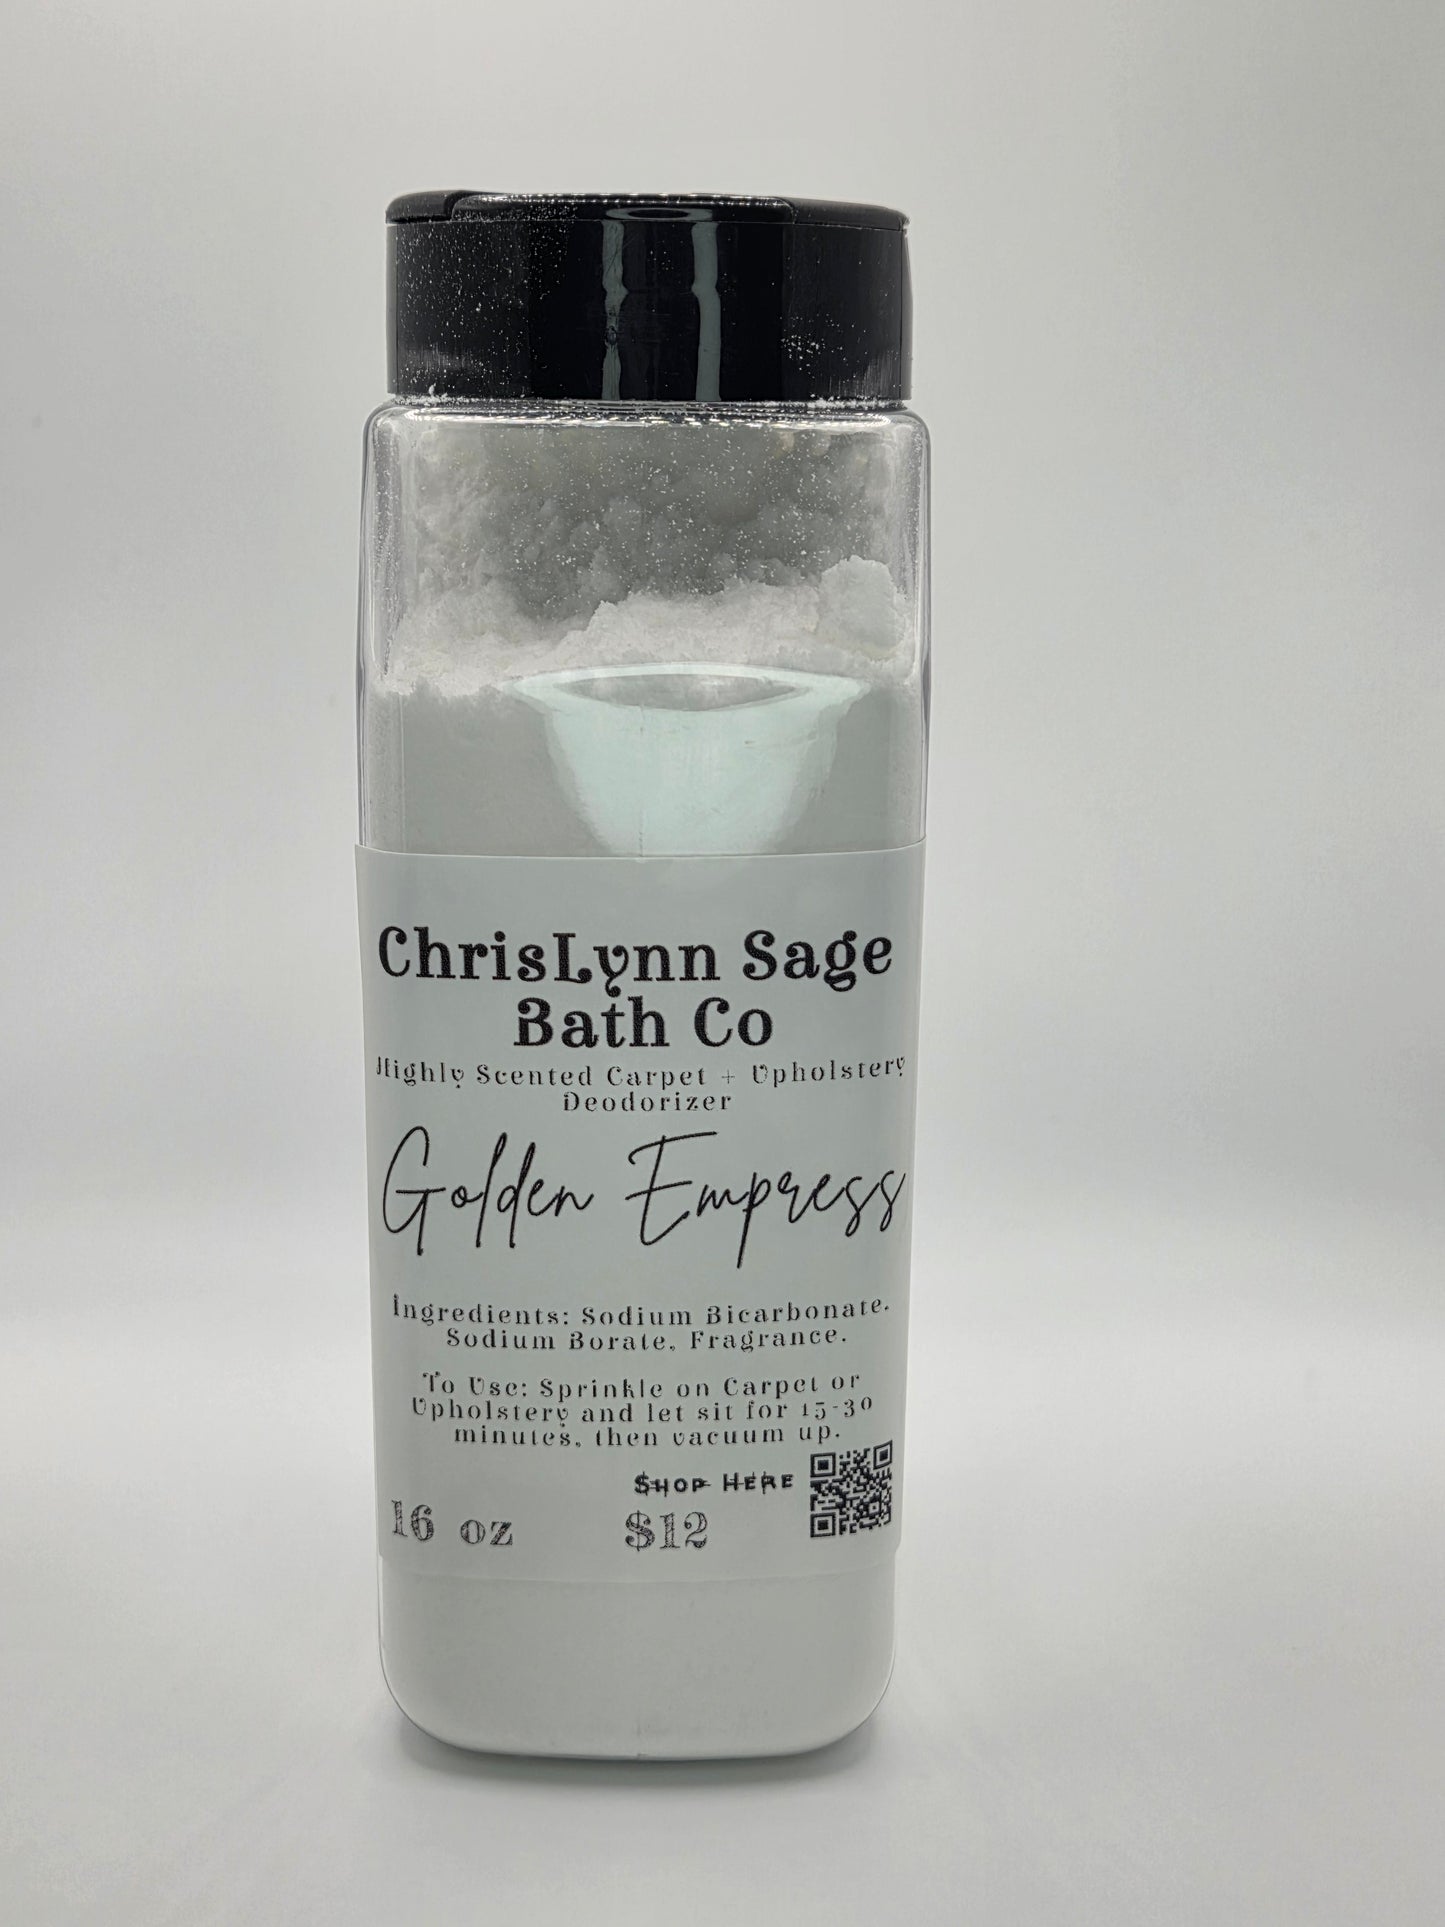 ChrisLynn Sage
Bath Co
Highly Scented Carpet + Upholstery
Deodorizer
Golden Empress
Ingredients: Sodium Bicarbonate,
Sodium Borate, Fragrance.
To Use: Sprinkle on Carpet or
Upholstery and let sit for 15-30
minutes, then vacuum up.
Shop Here
16 oz $12